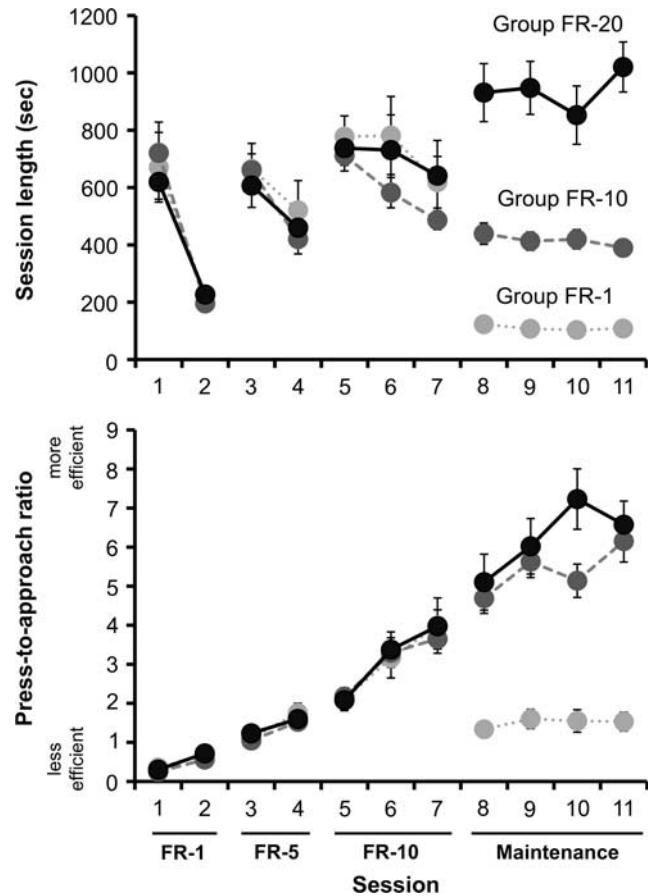 Session length (sec)
1200
1000
800
600
400
200
0
Group FR-20
Group FR-10
Group FR-1
1 2 3 4 5 6 7 8 9 10 11
Press-to-approach ratio
more
efficient
less
efficient
9
8
7
6
5
4
3
2
1
0
1 2 3 4 5 6 7 8 9 10 11
FR-1 FR-5 FR-10 Maintenance
Session